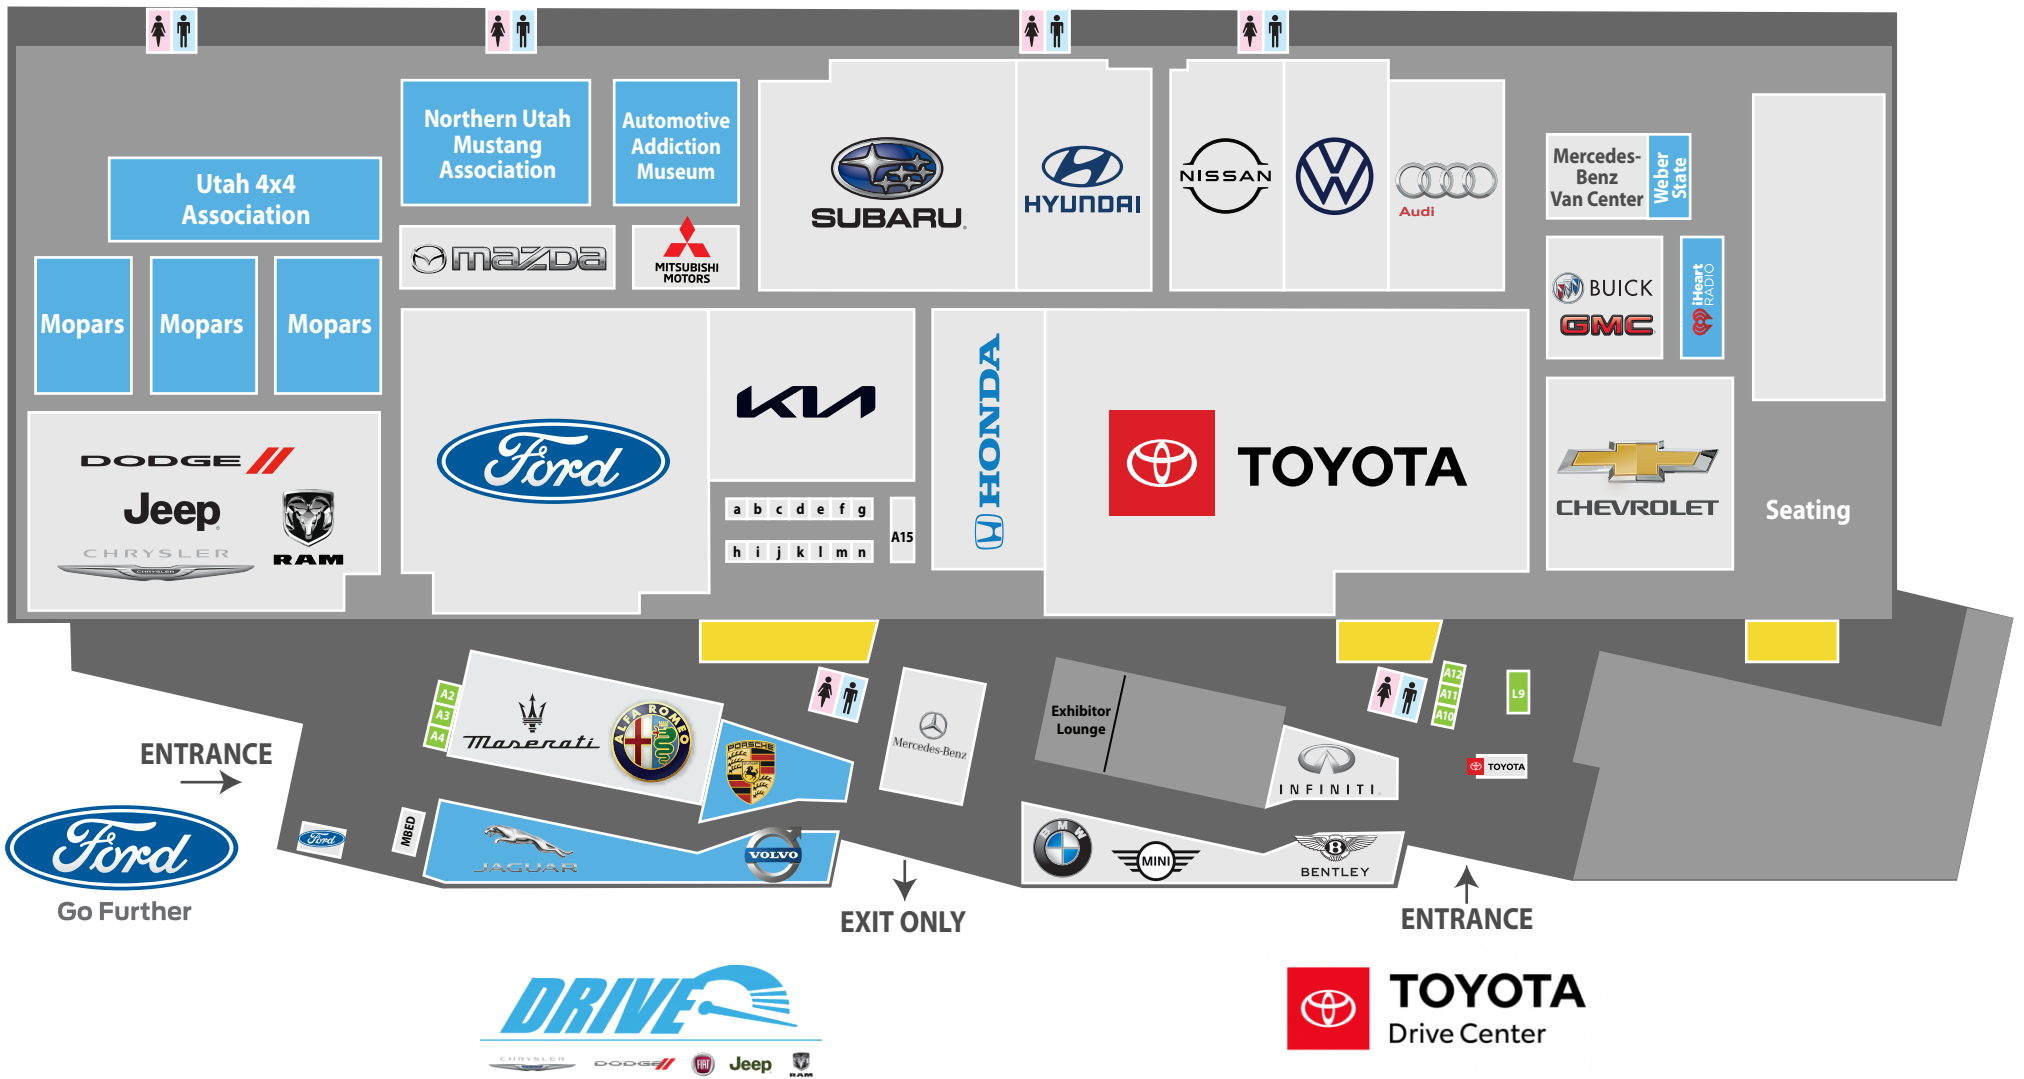 Northern Utah
Mustang
Association
Automotive
Addiction
Museum
Utah 4x4
Association
mazda
MITSUBISHI
MOTORS
SUBARU
HYUNDAI
NISSAN
Audi
Mercedes-
Benz
Van Center
Weber
State
BUICK
GMC
iHeart
RADIO
Mopars
Mopars
Mopars
DODGE
Jeep
CHRYSLER
CHRYSLER
RAM
Ford
KIA
a b c d e f g
h i j k l m n
A15
HONDA
TOYOTA
CHEVROLET
Seating
A2
A3
A4
Maserati
ALFA ROMEO
PORSCHE
Mercedes-Benz
Exhibitor
Lounge
INFINITI
A12
A11
A10
L9
TOYOTA
ENTRANCE
Ford
Go Further
Ford
MBED
JAGUAR
VOLVO
BMW
MINI
B
BENTLEY
EXIT ONLY
ENTRANCE
DRIVE
CHRYSLER
DODGE
FIAT
Jeep
RAM
TOYOTA
Drive Center